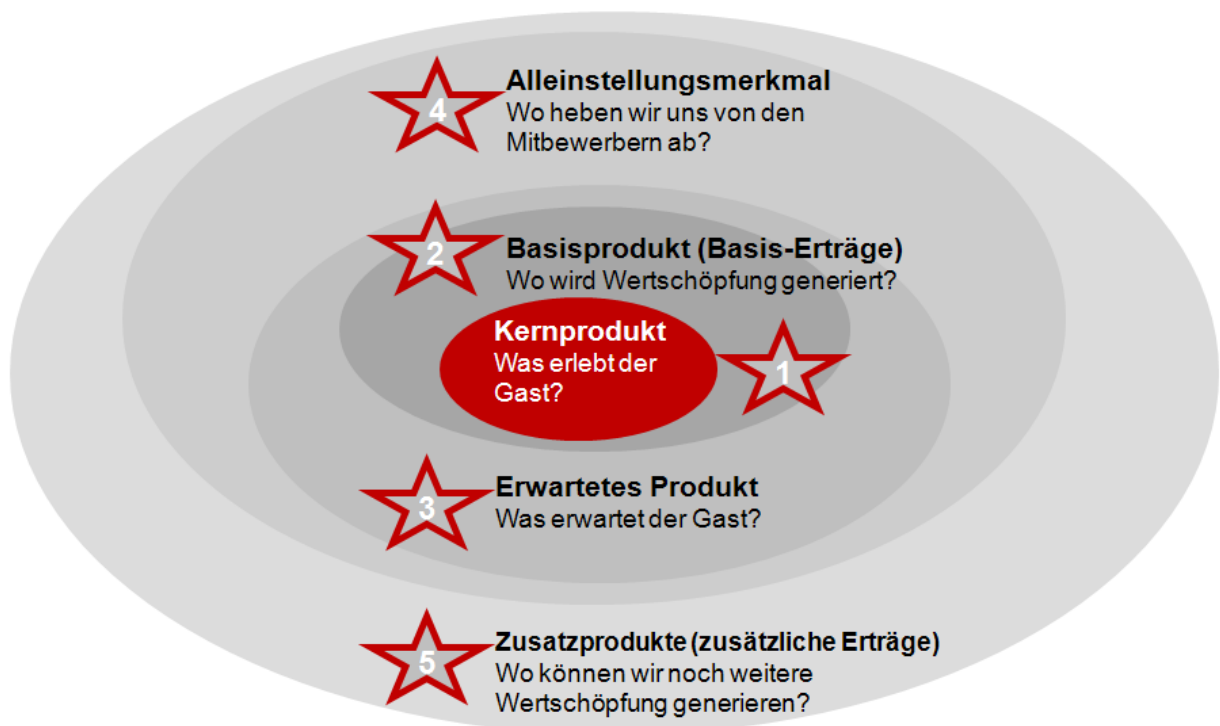 4
Alleinstellungsmerkmal
Wo heben wir uns von den
Mitbewerbern ab?
2
Basisprodukt (Basis-Erträge)
Wo wird Wertschöpfung generiert?
Kernprodukt
Was erlebt der
Gast?
1
3
Erwartetes Produkt
Was erwartet der Gast?
5
Zusatzprodukte (zusätzliche Erträge)
Wo können wir noch weitere
Wertschöpfung generieren?